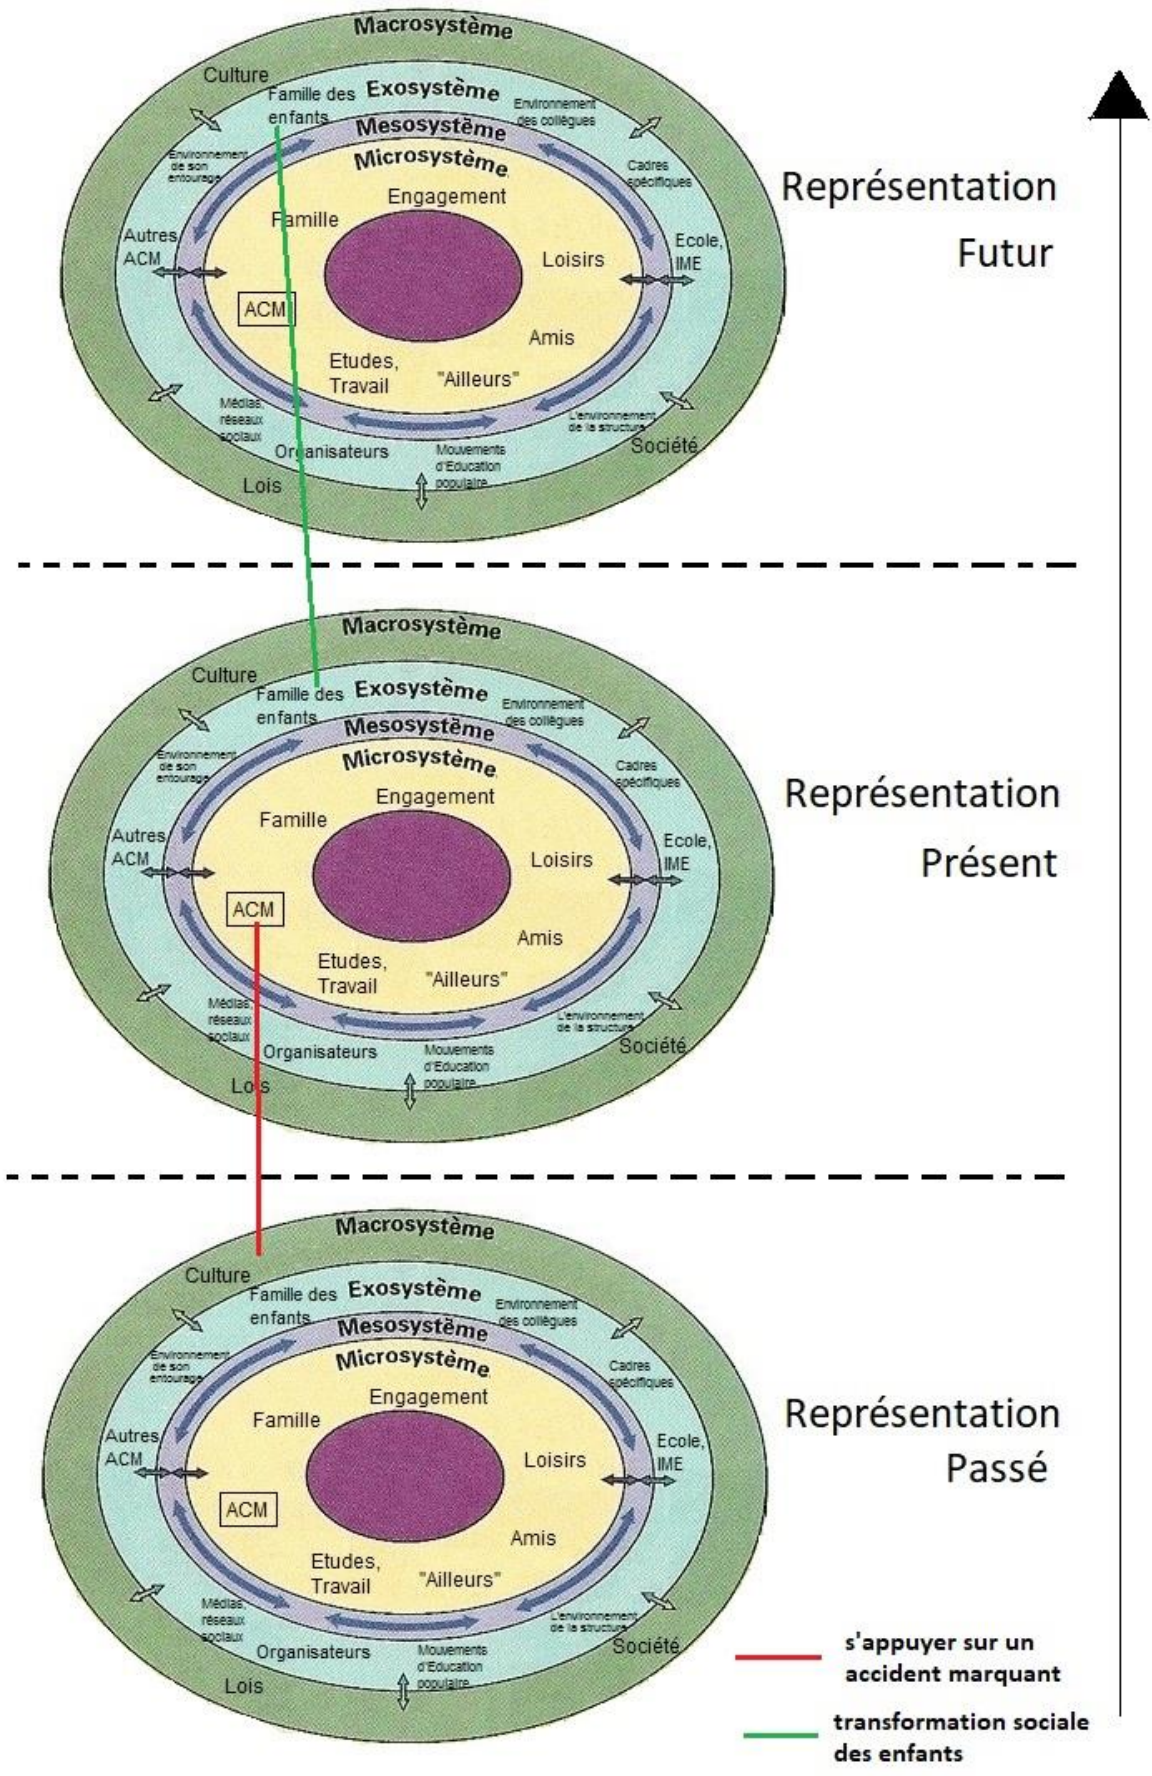 Macrosystème
Culture
Famille des
enfants
Exosystème
Environnement
des collègues
Mesosystème
Environnement
de son
entourage
Microsystème
Cadres
spécifiques
Engagement
Famille
Autres
ACM
Ecole,
IME
Loisirs
ACM
Amis
Etudes,
Travail
"Ailleurs"
Médias,
réseaux
sociaux
L'environnement
de la structure
Organisateurs
Mouvements
d'Education
populaire
Société
Lois
Représentation
Futur
Macrosystème
Culture
Famille des
enfants
Exosystème
Environnement
des collègues
Mesosystème
Environnement
de son
entourage
Microsystème
Cadres
spécifiques
Engagement
Famille
Autres
ACM
Ecole,
IME
Loisirs
ACM
Amis
Etudes,
Travail
"Ailleurs"
Médias,
réseaux
sociaux
L'environnement
de la structure
Organisateurs
Mouvements
d'Education
populaire
Société
Lois
Représentation
Présent
Macrosystème
Culture
Famille des
enfants
Exosystème
Environnement
des collègues
Mesosystème
Environnement
de son
entourage
Microsystème
Cadres
spécifiques
Engagement
Famille
Autres
ACM
Ecole,
IME
Loisirs
ACM
Amis
Etudes,
Travail
"Ailleurs"
Médias,
réseaux
sociaux
L'environnement
de la structure
Organisateurs
Mouvements
d'Education
populaire
Société
Lois
Représentation
Passé
s'appuyer sur un
accident marquant
transformation sociale
des enfants